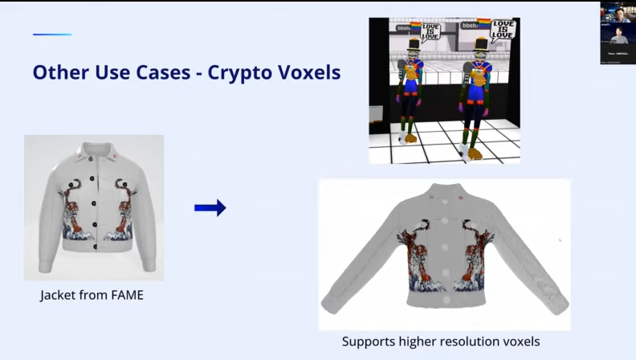 LOVE
IS
LOVE
LOVE
IS
LOVE
Other Use Cases - Crypto Voxels
Jacket from FAME
Supports higher resolution voxels